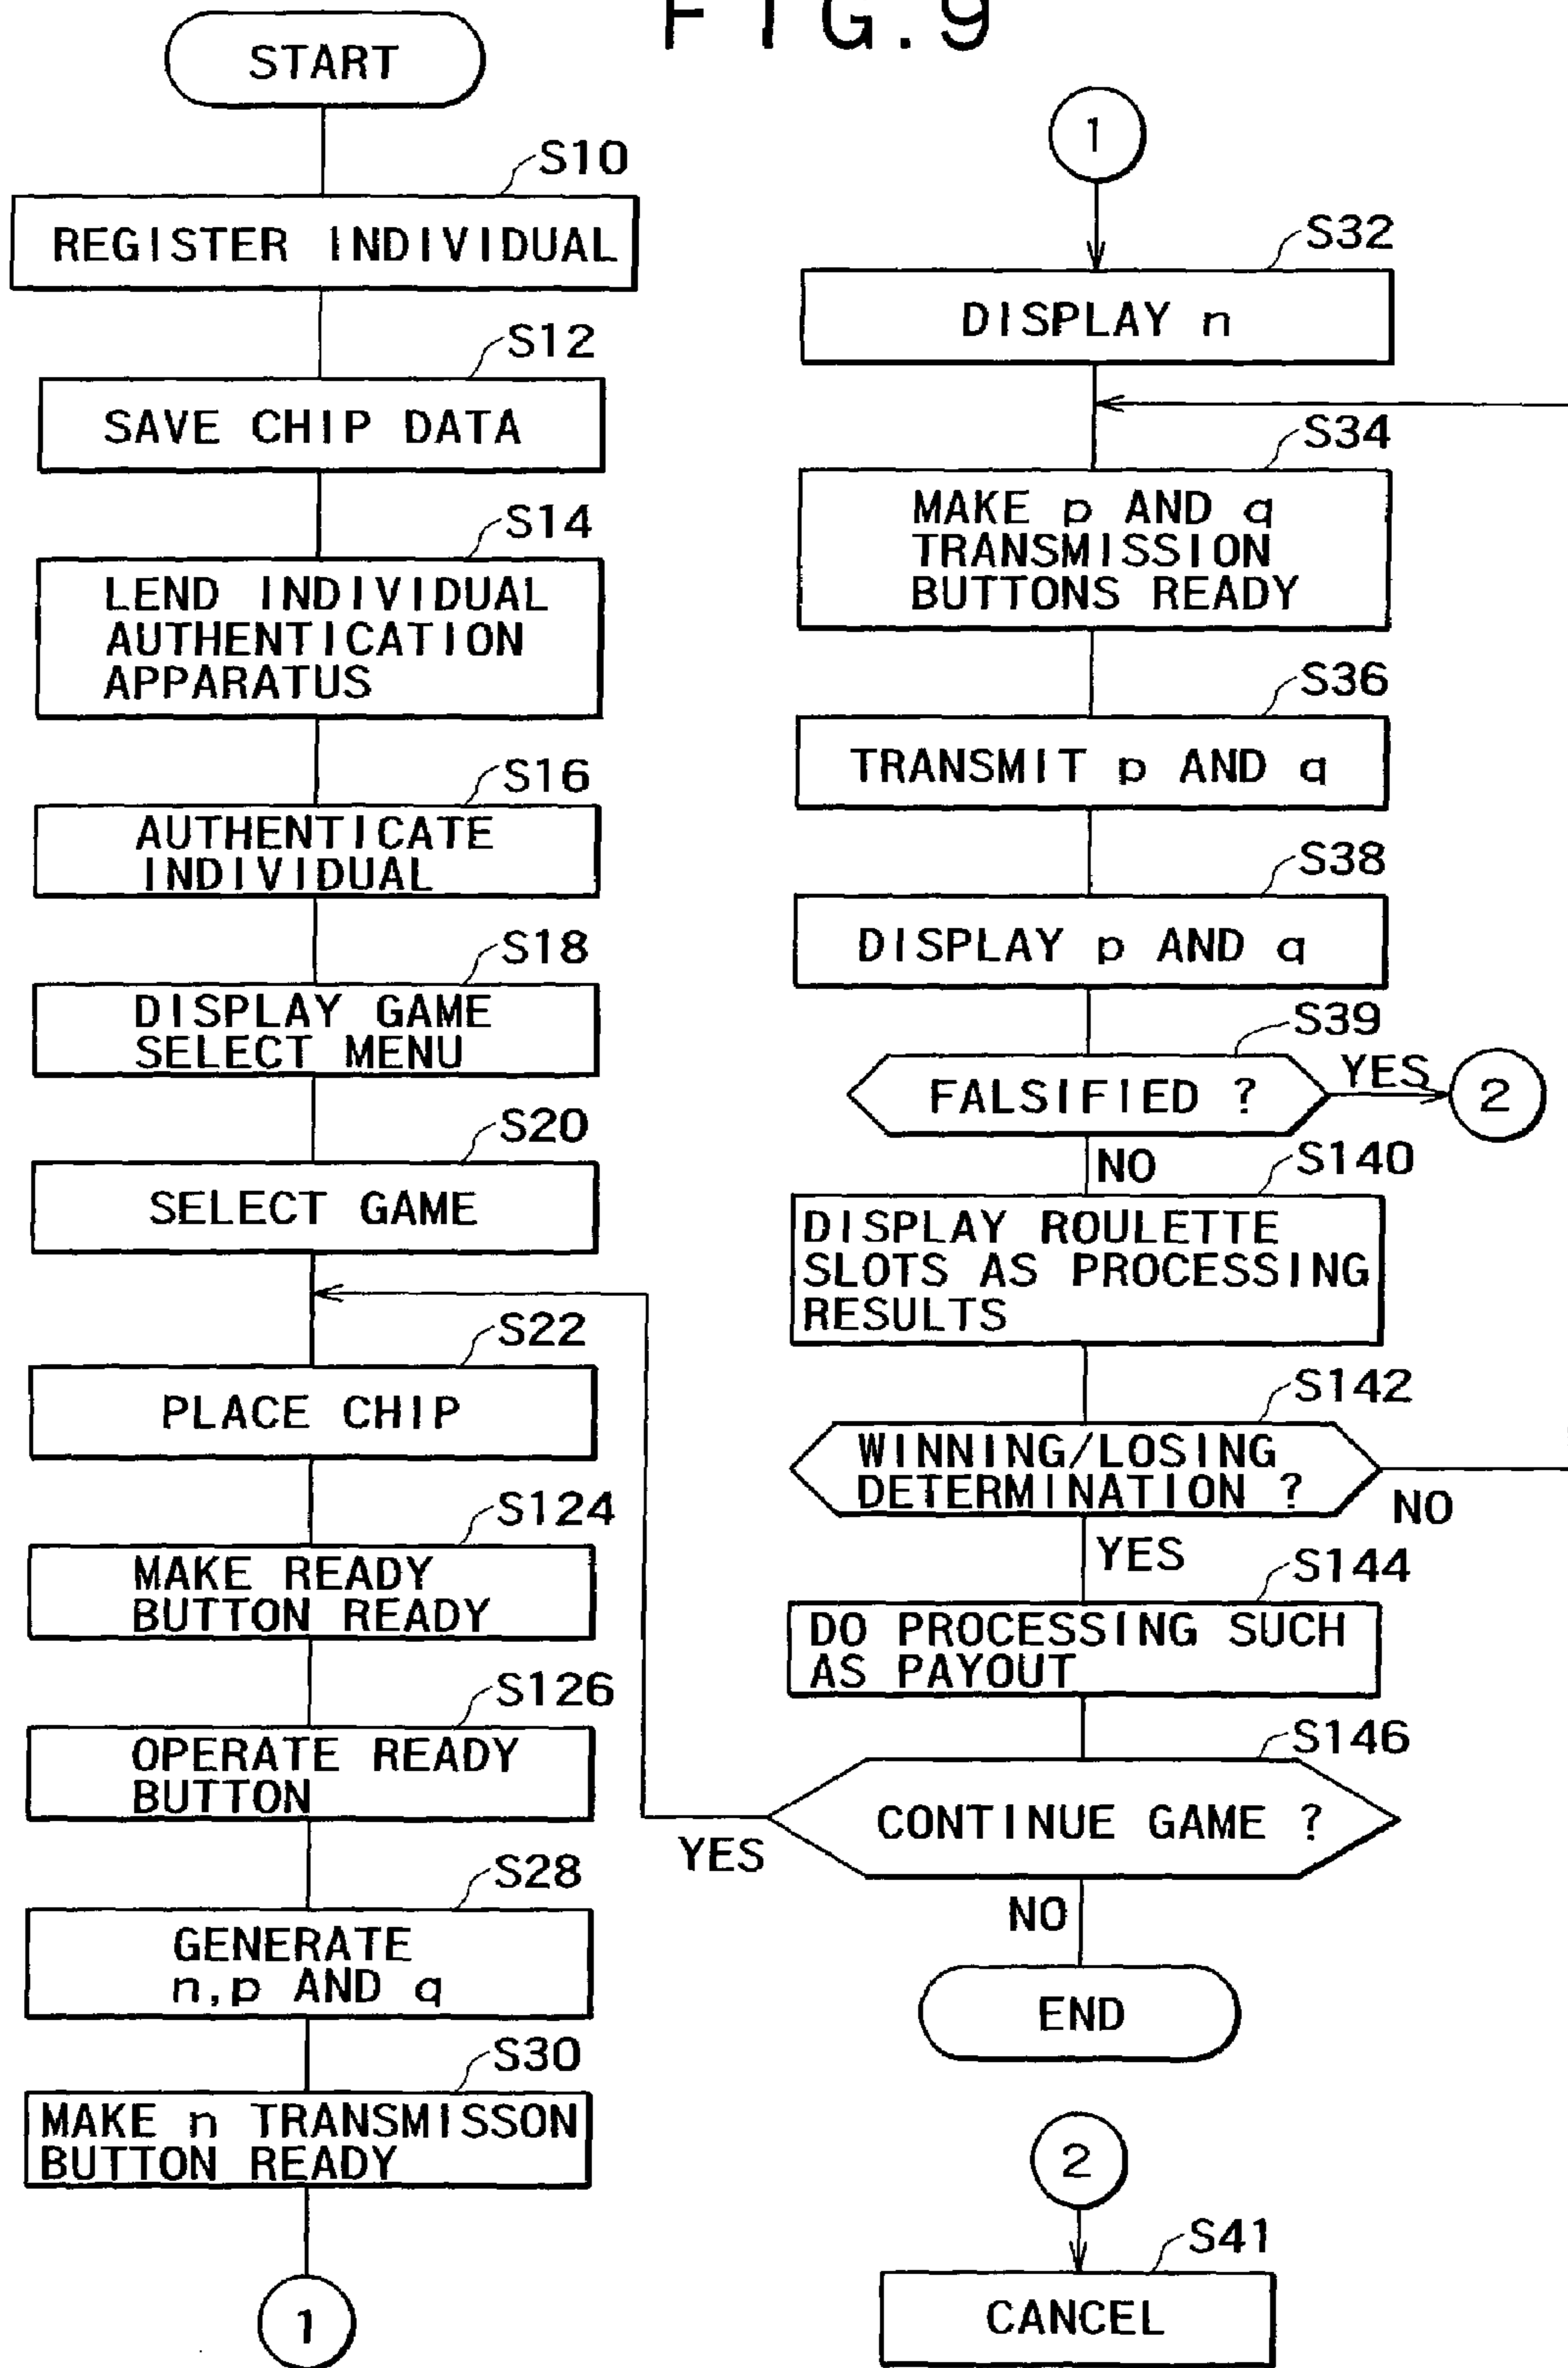 FIG.9
START
S10
REGISTER INDIVIDUAL
S12
SAVE CHIP DATA
S14
LEND INDIVIDUAL
AUTHENTICATION
APPARATUS
S16
AUTHENTICATE
INDIVIDUAL
S18
DISPLAY GAME
SELECT MENU
S20
SELECT GAME
S22
PLACE CHIP
S124
MAKE READY
BUTTON READY
S126
OPERATE READY
BUTTON
S28
GENERATE
n,p AND q
S30
MAKE n TRANSMISSON
BUTTON READY
1
1
S32
DISPLAY n
S34
MAKE p AND q
TRANSMISSION
BUTTONS READY
S36
TRANSMIT p AND q
S38
DISPLAY p AND q
S39
FALSIFIED ?
YES
2
NO
S140
DISPLAY ROULETTE
SLOTS AS PROCESSING
RESULTS
S142
WINNING/LOSING
DETERMINATION ?
NO
YES
S144
DO PROCESSING SUCH
AS PAYOUT
S146
CONTINUE GAME ?
YES
NO
END
2
S41
CANCEL